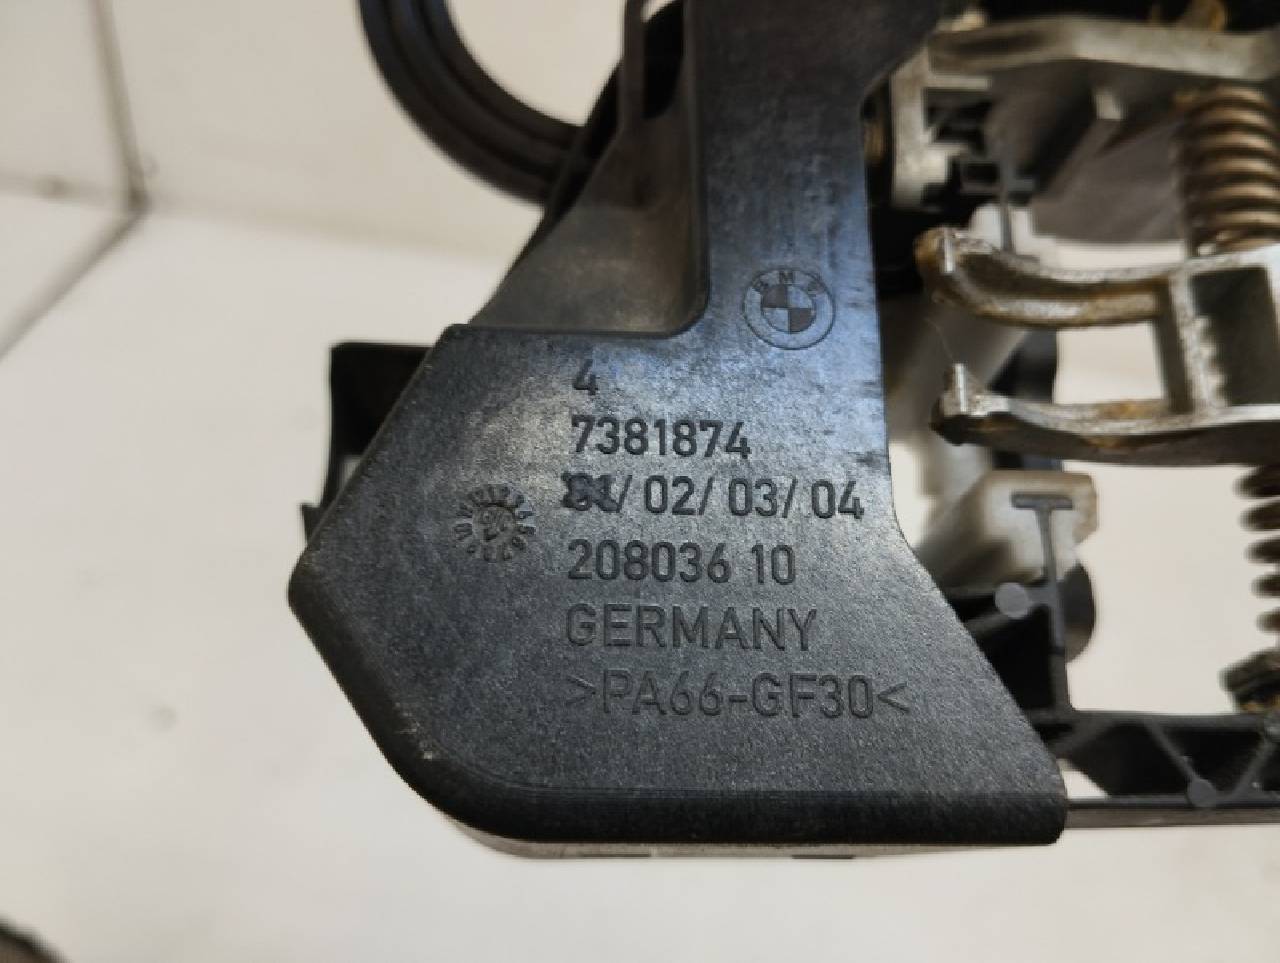 BMW
4
7381874
/02/03/04
208036 10
GERMANY
>PA66-GF30<